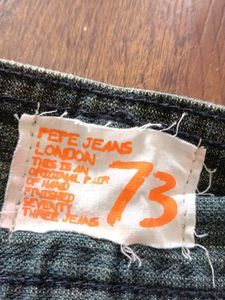 PEPE JEANS
LONDON
THIS IS AN
ORIGINAL PAIR
OF HAND
FINISHED
SEVENTY
THREE JEANS
73